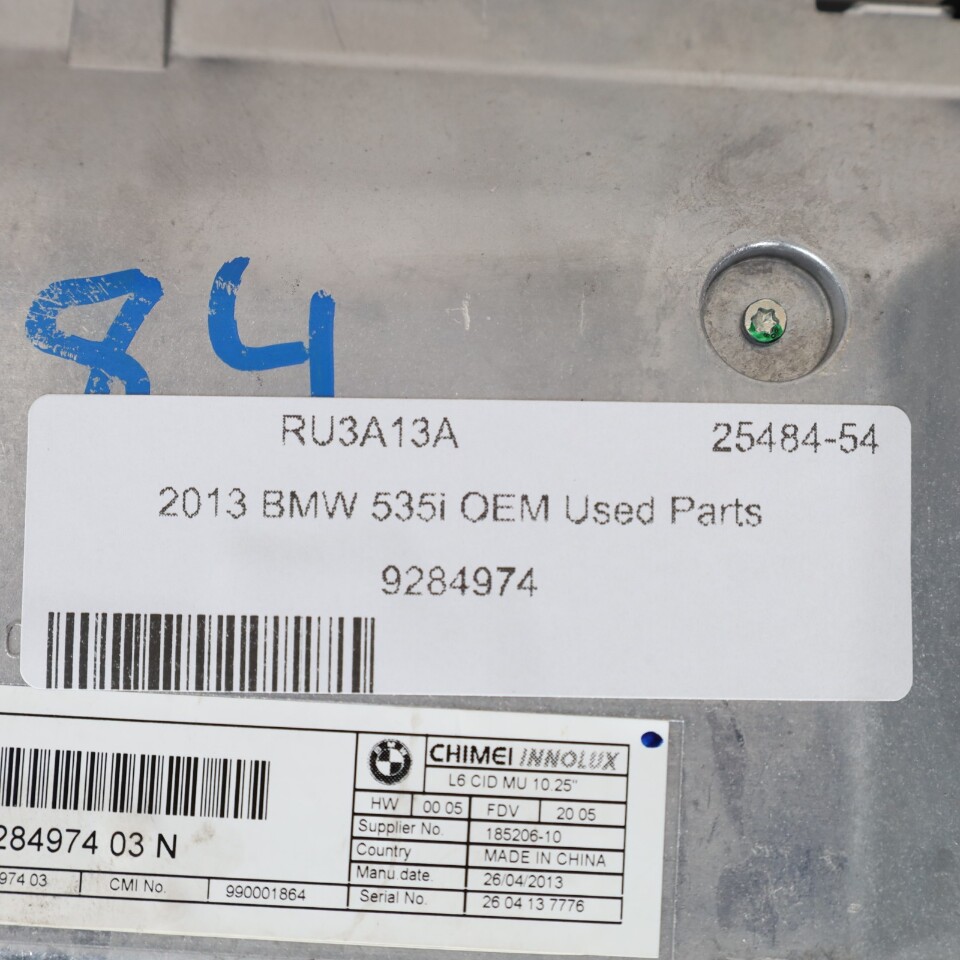 84
RU3A13A 25484-54
2013 BMW 535i OEM Used Parts
9284974
BMW CHIMEI INNOLUX
L6 CID MU 10.25"
HW 00 05 FDV 20 05
Supplier No. 185206-10
Country MADE IN CHINA
Manu date. 26/04/2013
Serial No. 26 04 13 7776
284974 03 N
974 03 CMI No. 990001864